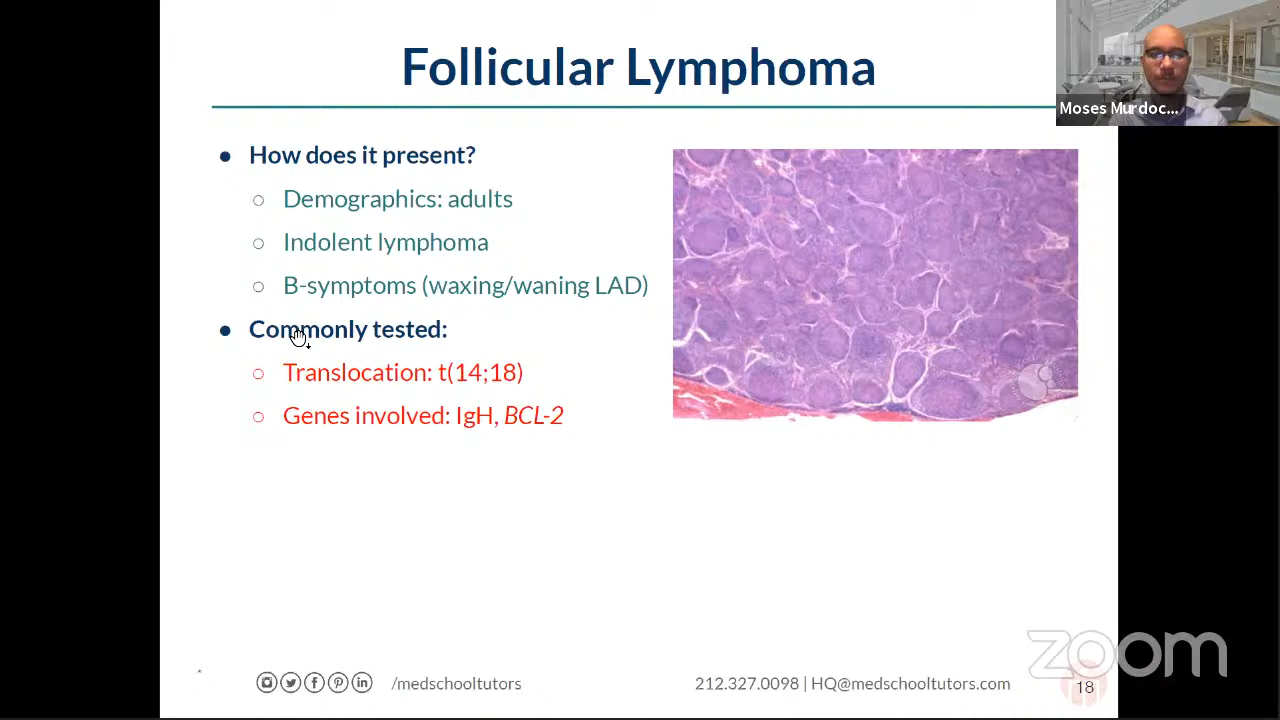 Follicular Lymphoma
Moses Murdoc...
● How does it present?
○ Demographics: adults
○ Indolent lymphoma
○ B-symptoms (waxing/waning LAD)
● Commonly tested:
○ Translocation: t(14;18)
○ Genes involved: IgH, BCL-2
zoom
* /medschooltutors 212.327.0098 | HQ@medschooltutors.com 18